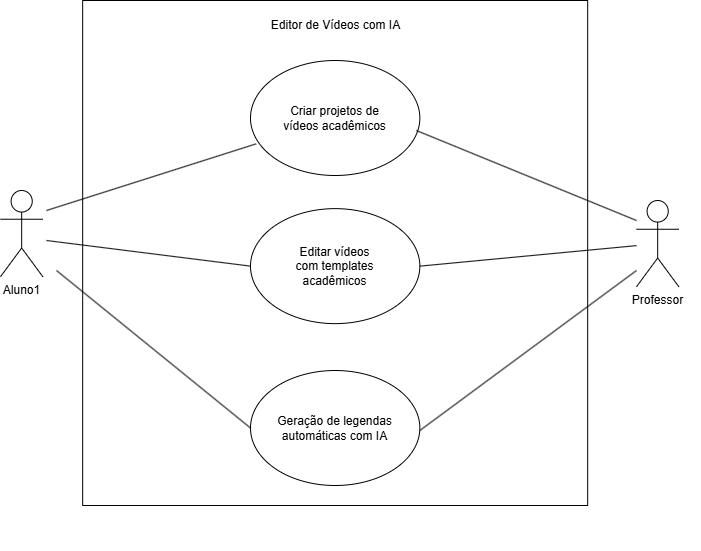 Editor de Vídeos com IA
Criar projetos de
vídeos acadêmicos
Editar vídeos
com templates
acadêmicos
Aluno1
Professor
Geração de legendas
automáticas com IA